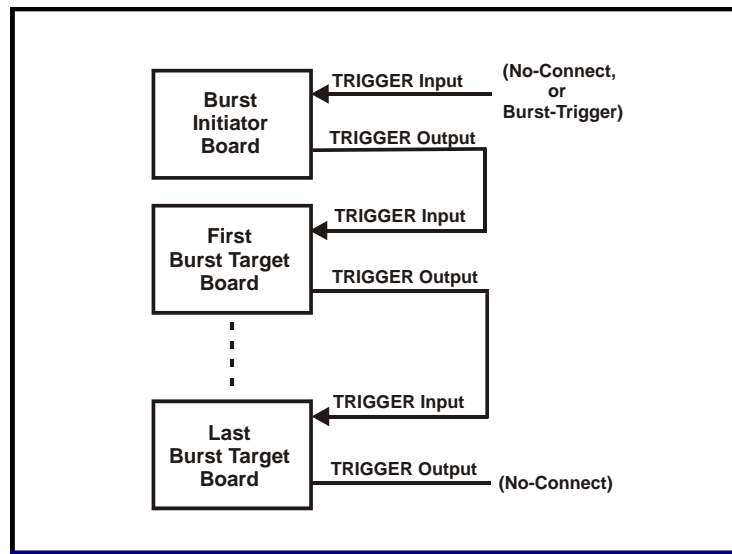 TRIGGER Input
(No-Connect,
or
Burst-Trigger)
Burst
Initiator
Board
TRIGGER Output
TRIGGER Input
First
Burst Target
Board
TRIGGER Output
TRIGGER Input
Last
Burst Target
Board
TRIGGER Output
(No-Connect)